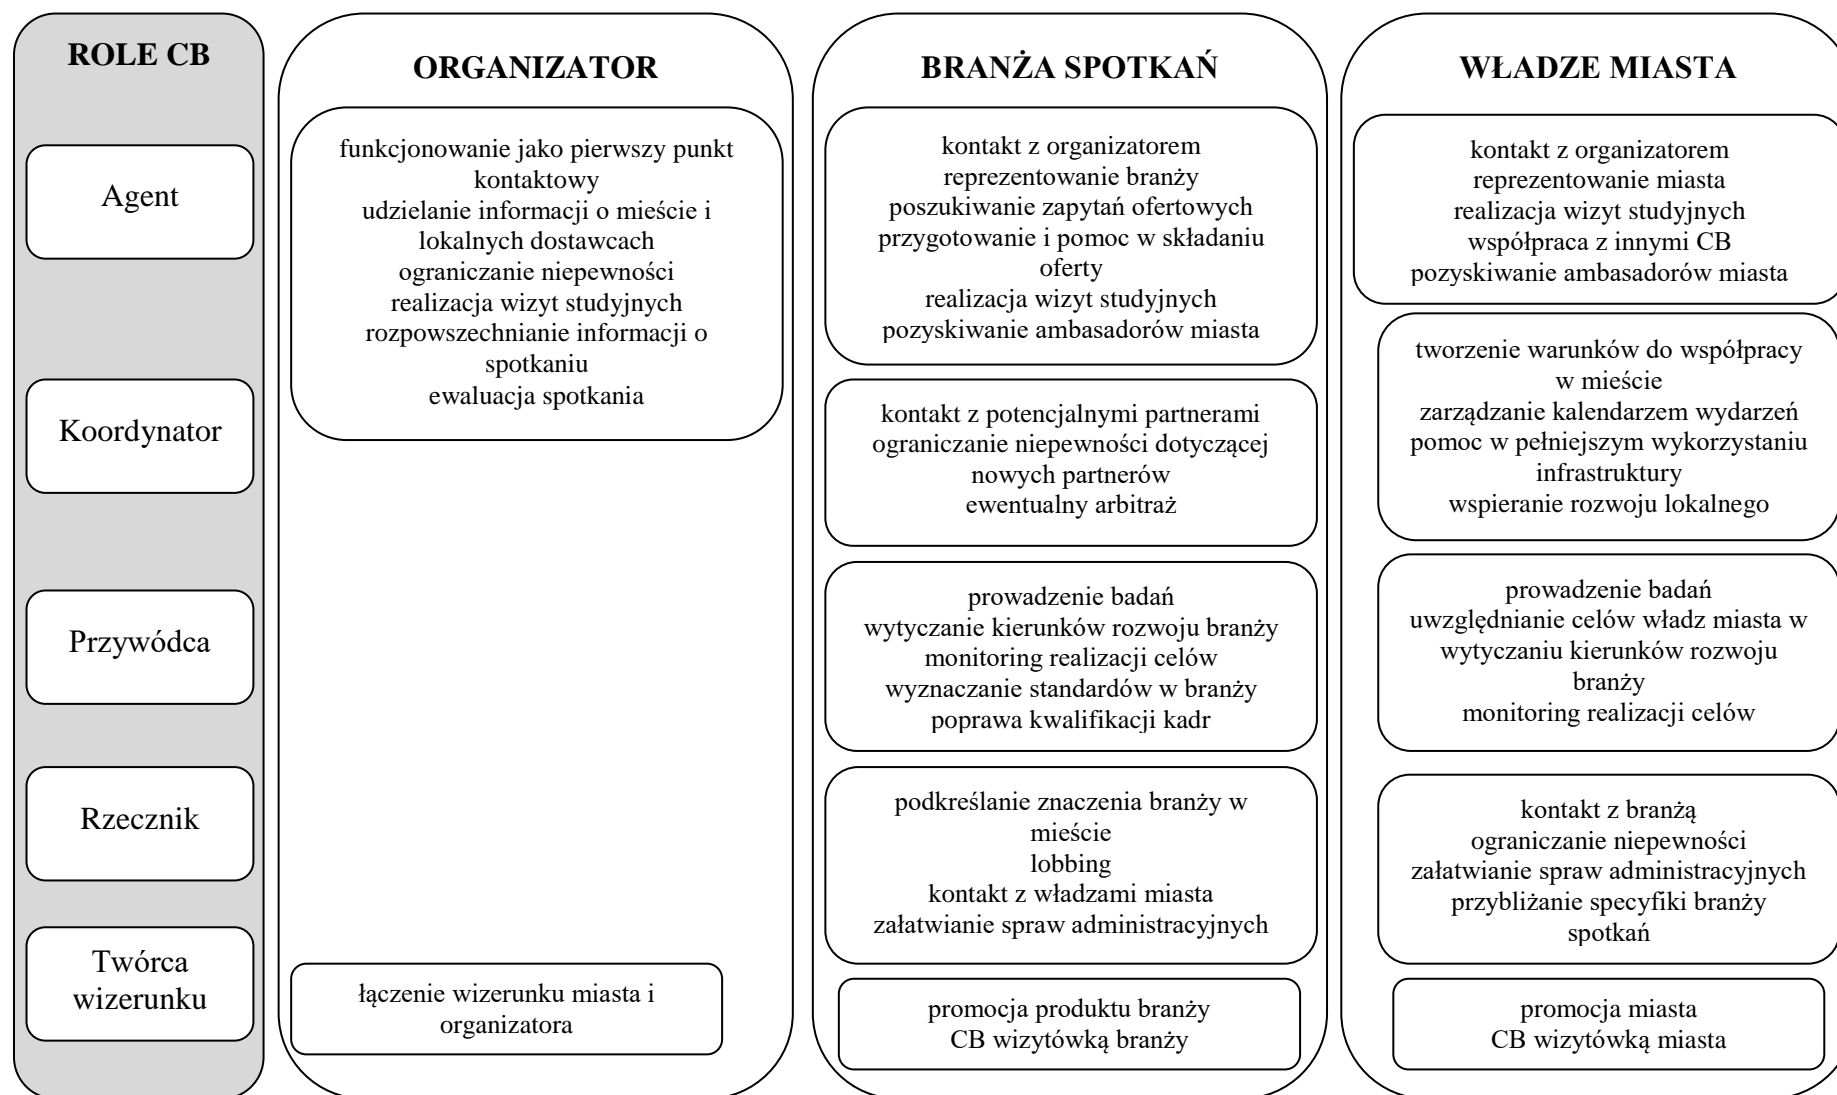 ROLE CB
Agent
Koordynator
Przywódca
Rzecznik
Twórca
wizerunku
ORGANIZATOR
funkcjonowanie jako pierwszy punkt
kontaktowy
udzielanie informacji o mieście i
lokalnych dostawcach
ograniczanie niepewności
realizacja wizyt studyjnych
rozpowszechnianie informacji o
spotkaniu
ewaluacja spotkania
łączenie wizerunku miasta i
organizatora
BRANŻA SPOTKAŃ
kontakt z organizatorem
reprezentowanie branży
poszukiwanie zapytań ofertowych
przygotowanie i pomoc w składaniu
oferty
realizacja wizyt studyjnych
pozyskiwanie ambasadorów miasta
kontakt z potencjalnymi partnerami
ograniczanie niepewności dotyczącej
nowych partnerów
ewentualny arbitraż
prowadzenie badań
wytyczanie kierunków rozwoju branży
monitoring realizacji celów
wyznaczanie standardów w branży
poprawa kwalifikacji kadr
podkreślanie znaczenia branży w
mieście
lobbing
kontakt z władzami miasta
załatwianie spraw administracyjnych
promocja produktu branży
CB wizytówką branży
WŁADZE MIASTA
kontakt z organizatorem
reprezentowanie miasta
realizacja wizyt studyjnych
współpraca z innymi CB
pozyskiwanie ambasadorów miasta
tworzenie warunków do współpracy
w mieście
zarządzanie kalendarzem wydarzeń
pomoc w pełniejszym wykorzystaniu
infrastruktury
wspieranie rozwoju lokalnego
prowadzenie badań
uwzględnianie celów władz miasta w
wytyczaniu kierunków rozwoju
branży
monitoring realizacji celów
kontakt z branżą
ograniczanie niepewności
załatwianie spraw administracyjnych
przybliżanie specyfiki branży
spotkań
promocja miasta
CB wizytówką miasta